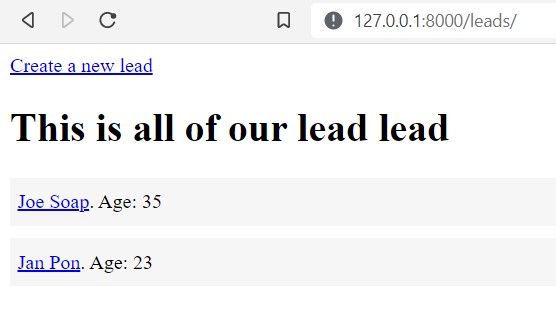 127.0.0.1:8000/leads/
Create a new lead
This is all of our lead lead
Joe Soap. Age: 35
Jan Pon. Age: 23